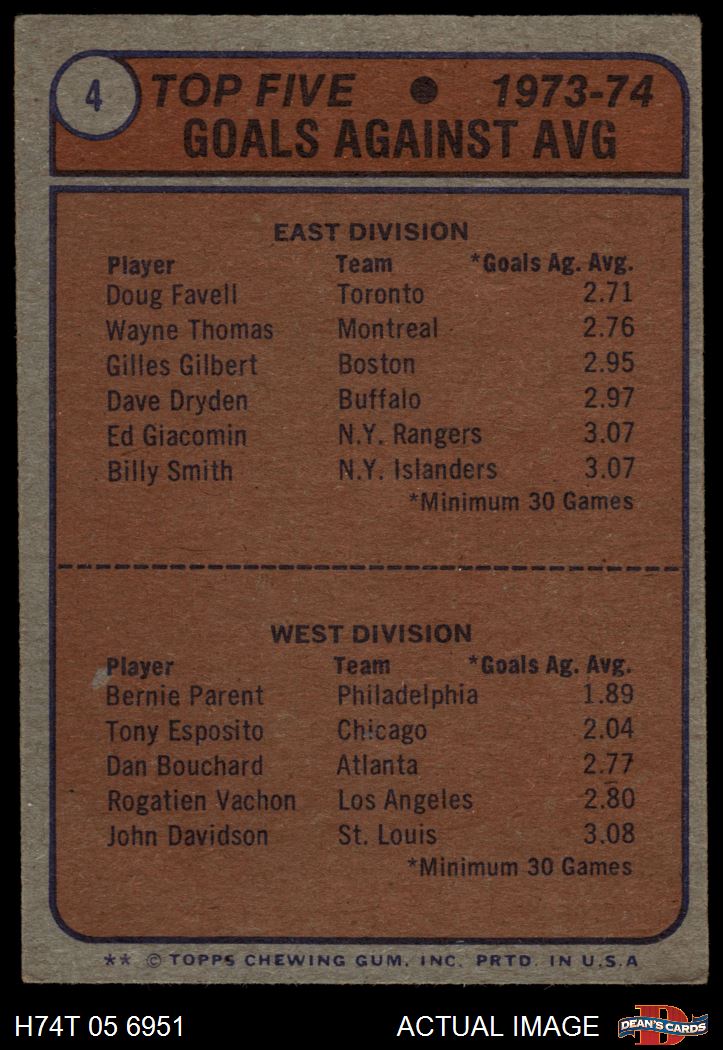 4
TOP FIVE ● 1973-74
GOALS AGAINST AVG
EAST DIVISION
Player Team *Goals Ag. Avg.
Doug Favell Toronto 2.71
Wayne Thomas Montreal 2.76
Gilles Gilbert Boston 2.95
Dave Dryden Buffalo 2.97
Ed Giacomin N.Y. Rangers 3.07
Billy Smith N.Y. Islanders 3.07
*Minimum 30 Games
WEST DIVISION
Player Team *Goals Ag. Avg.
Bernie Parent Philadelphia 1.89
Tony Esposito Chicago 2.04
Dan Bouchard Atlanta 2.77
Rogatien Vachon Los Angeles 2.80
John Davidson St. Louis 3.08
*Minimum 30 Games
** © TOPPS CHEWING GUM, INC. PRTD. IN U.S.A
H74T 05 6951 ACTUAL IMAGE D DEAN'S CARDS